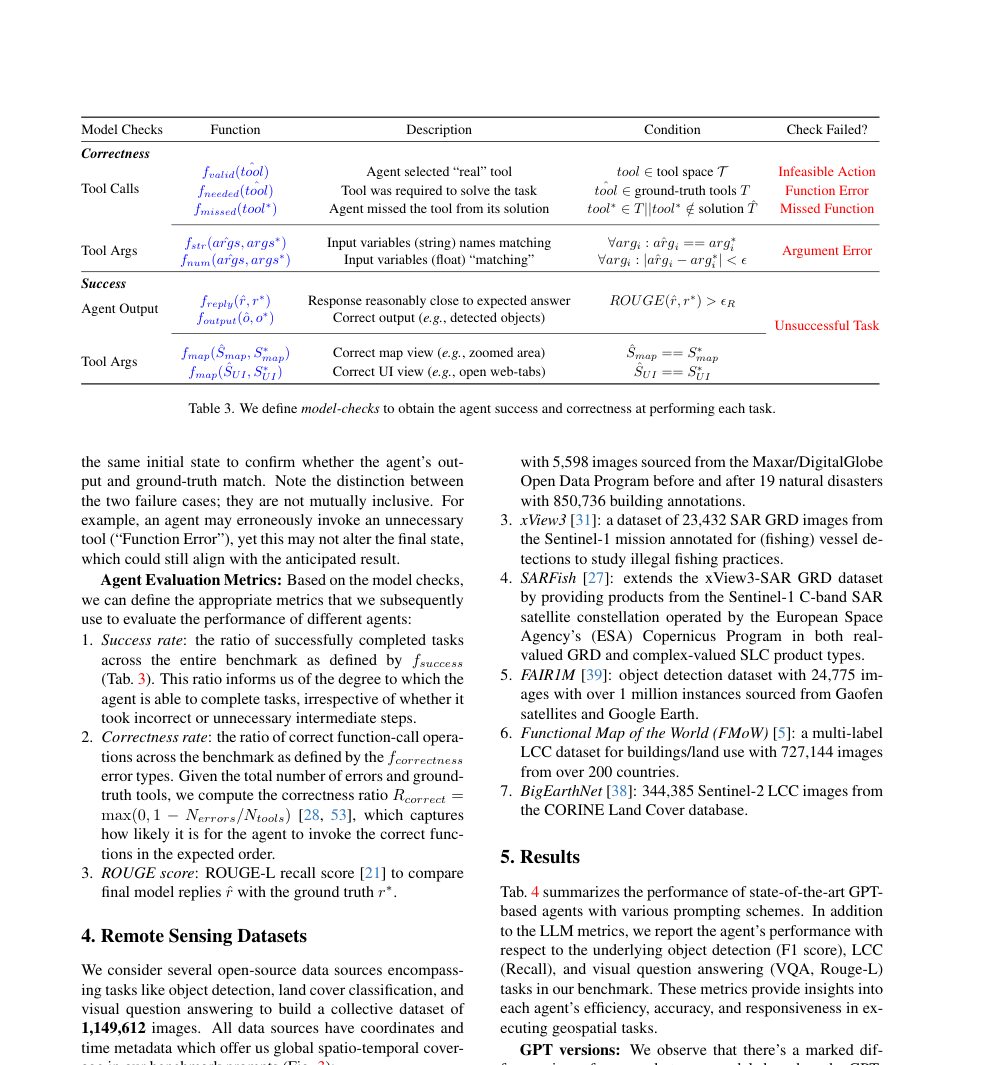 Model Checks Function Description Condition Check Failed?
Correctness
Tool Calls
f_valid(tool^) Agent selected “real” tool tool ∈ tool space 𝒯 Infeasible Action
f_needed(tool^) Tool was required to solve the task tool^ ∈ ground-truth tools T Function Error
f_missed(tool*) Agent missed the tool from its solution tool* ∈ T||tool* ∉ solution T̂ Missed Function
Tool Args
f_str(ar̂gs, args*) Input variables (string) names matching ∀arg_i : ar̂g_i == arg*_i
Argument Error
f_num(ar̂gs, args*) Input variables (float) “matching” ∀arg_i : |ar̂g_i − arg*_i| < ϵ
Success
Agent Output
f_reply(r̂, r*) Response reasonably close to expected answer ROUGE(r̂, r*) > ϵ_R
f_output(ô, o*) Correct output (e.g., detected objects)
Unsuccessful Task
Tool Args
f_map(Ŝ_map, S*_map) Correct map view (e.g., zoomed area) Ŝ_map == S*_map
f_map(Ŝ_UI, S*_UI) Correct UI view (e.g., open web-tabs) Ŝ_UI == S*_UI
Table 3. We define model-checks to obtain the agent success and correctness at performing each task.
the same initial state to confirm whether the agent’s out-
put and ground-truth match. Note the distinction between
the two failure cases; they are not mutually inclusive. For
example, an agent may erroneously invoke an unnecessary
tool (“Function Error”), yet this may not alter the final state,
which could still align with the anticipated result.
Agent Evaluation Metrics: Based on the model checks,
we can define the appropriate metrics that we subsequently
use to evaluate the performance of different agents:
1. Success rate: the ratio of successfully completed tasks
across the entire benchmark as defined by f_success
(Tab. 3). This ratio informs us of the degree to which the
agent is able to complete tasks, irrespective of whether it
took incorrect or unnecessary intermediate steps.
2. Correctness rate: the ratio of correct function-call opera-
tions across the benchmark as defined by the f_correctness
error types. Given the total number of errors and ground-
truth tools, we compute the correctness ratio R_correct =
max(0, 1 − N_errors/N_tools) [28, 53], which captures
how likely it is for the agent to invoke the correct func-
tions in the expected order.
3. ROUGE score: ROUGE-L recall score [21] to compare
final model replies r̂ with the ground truth r*.
4. Remote Sensing Datasets
We consider several open-source data sources encompass-
ing tasks like object detection, land cover classification, and
visual question answering to build a collective dataset of
1,149,612 images. All data sources have coordinates and
time metadata which offer us global spatio-temporal cover-
with 5,598 images sourced from the Maxar/DigitalGlobe
Open Data Program before and after 19 natural disasters
with 850,736 building annotations.
3. xView3 [31]: a dataset of 23,432 SAR GRD images from
the Sentinel-1 mission annotated for (fishing) vessel de-
tections to study illegal fishing practices.
4. SARFish [27]: extends the xView3-SAR GRD dataset
by providing products from the Sentinel-1 C-band SAR
satellite constellation operated by the European Space
Agency’s (ESA) Copernicus Program in both real-
valued GRD and complex-valued SLC product types.
5. FAIR1M [39]: object detection dataset with 24,775 im-
ages with over 1 million instances sourced from Gaofen
satellites and Google Earth.
6. Functional Map of the World (FMoW) [5]: a multi-label
LCC dataset for buildings/land use with 727,144 images
from over 200 countries.
7. BigEarthNet [38]: 344,385 Sentinel-2 LCC images from
the CORINE Land Cover database.
5. Results
Tab. 4 summarizes the performance of state-of-the-art GPT-
based agents with various prompting schemes. In addition
to the LLM metrics, we report the agent’s performance with
respect to the underlying object detection (F1 score), LCC
(Recall), and visual question answering (VQA, Rouge-L)
tasks in our benchmark. These metrics provide insights into
each agent’s efficiency, accuracy, and responsiveness in ex-
ecuting geospatial tasks.
GPT versions: We observe that there’s a marked dif-